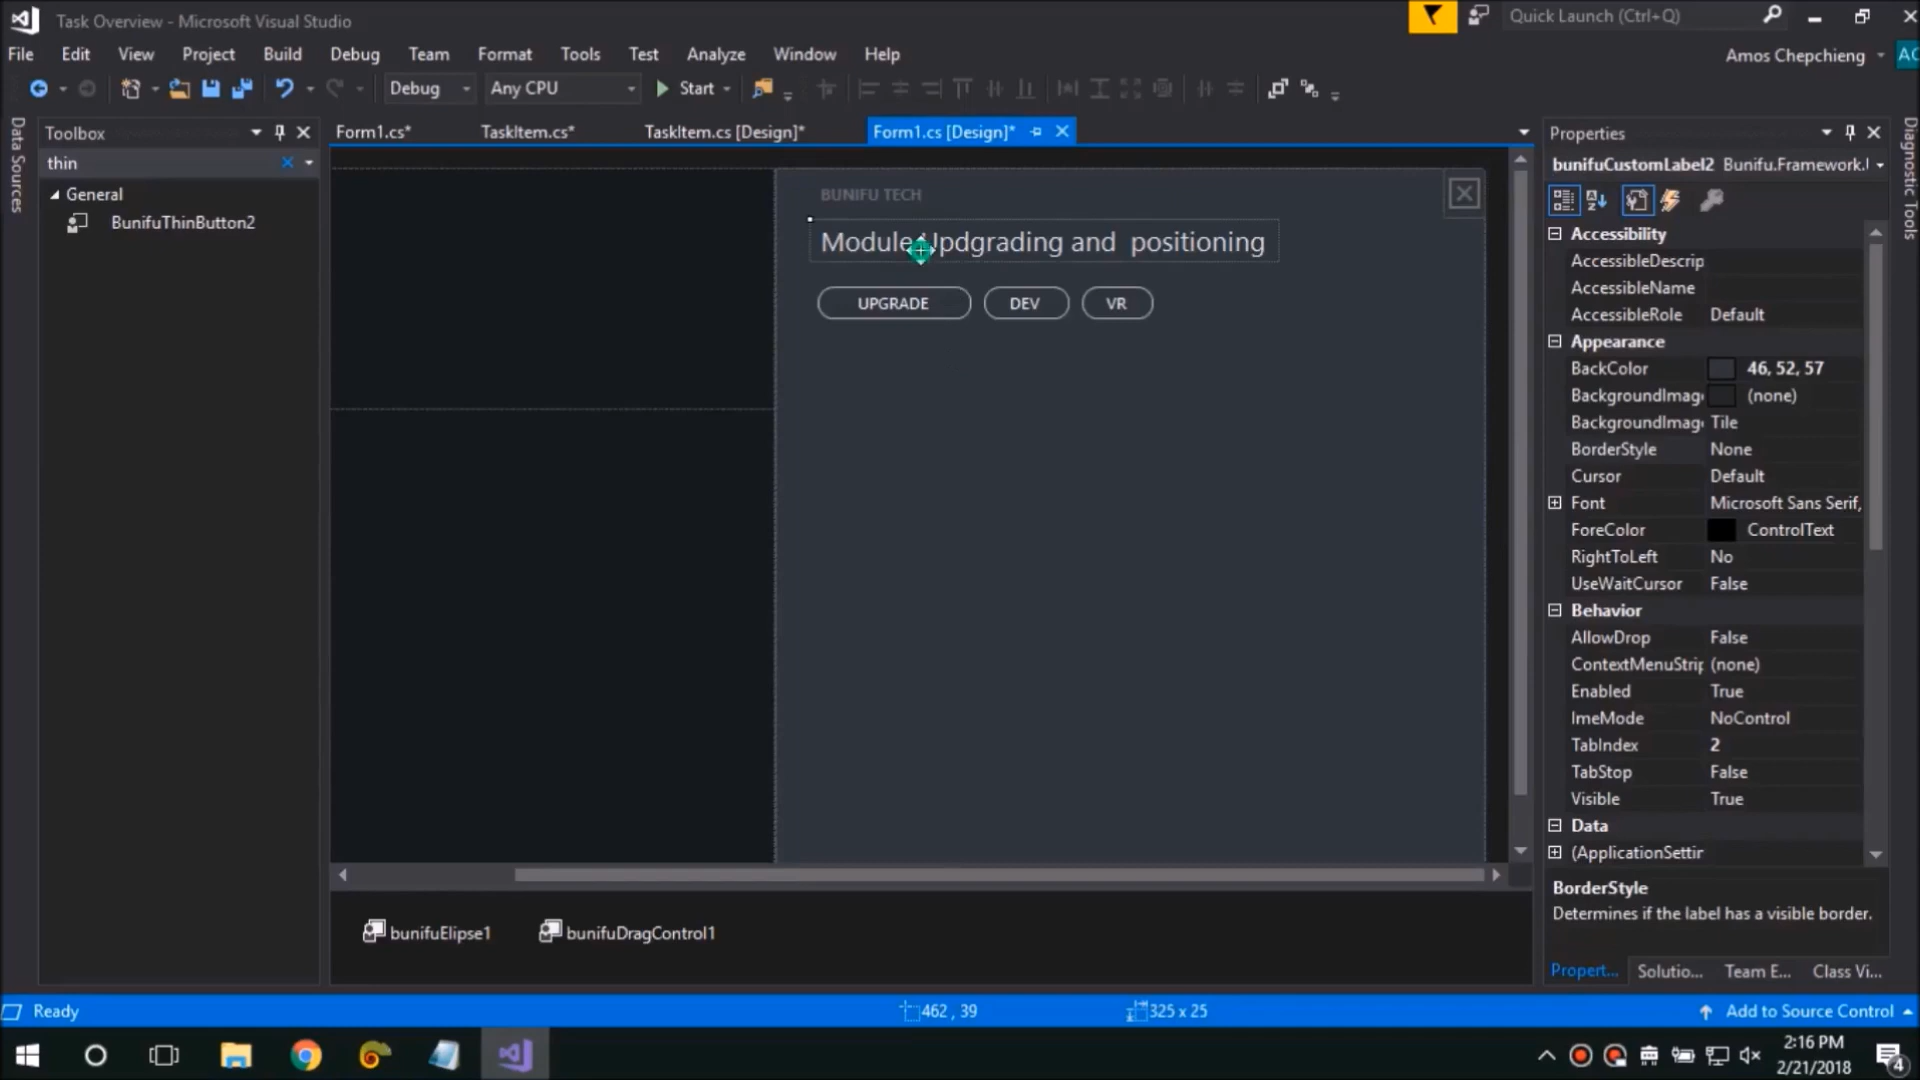 Task Overview - Microsoft Visual Studio
Quick Launch (Ctrl+Q)
File Edit View Project Build Debug Team Format Tools Test Analyze Window Help
Amos Chepchieng
AC
Debug Any CPU Start
Data Sources
Toolbox
thin
General
BunifuThinButton2
Form1.cs* TaskItem.cs* TaskItem.cs [Design]* Form1.cs [Design]*
BUNIFU TECH
Module Updgrading and positioning
UPGRADE DEV VR
bunifuElipse1 bunifuDragControl1
Properties
bunifuCustomLabel2 Bunifu.Framework.
Accessibility
AccessibleDescrip
AccessibleName
AccessibleRole Default
Appearance
BackColor 46, 52, 57
BackgroundImag (none)
BackgroundImag Tile
BorderStyle None
Cursor Default
Font Microsoft Sans Serif,
ForeColor ControlText
RightToLeft No
UseWaitCursor False
Behavior
AllowDrop False
ContextMenuStrip (none)
Enabled True
ImeMode NoControl
TabIndex 2
TabStop False
Visible True
Data
(ApplicationSettin
BorderStyle
Determines if the label has a visible border.
Propert... Solutio... Team E... Class Vi...
Diagnostic Tools
Ready 462 , 39 325 x 25 Add to Source Control
2:16 PM
2/21/2018
4